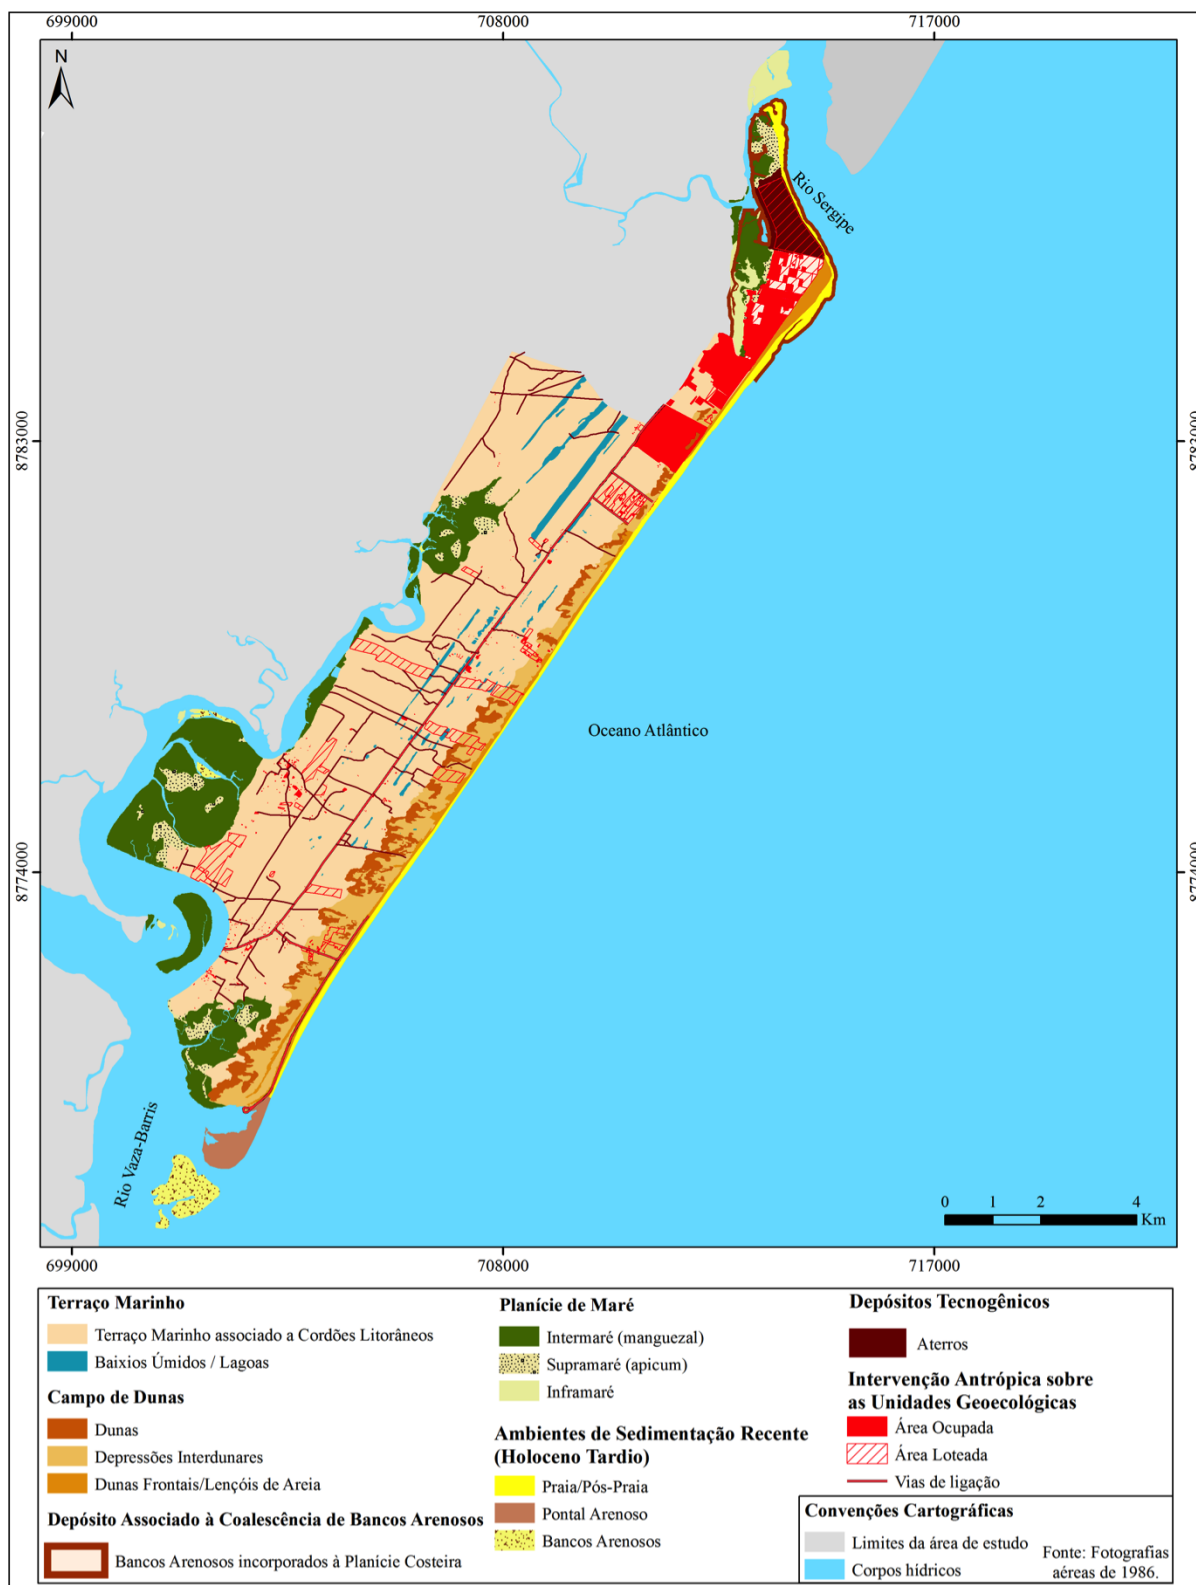 699000
708000
717000
N
Rio Sergipe
8783000
8783000
Oceano Atlântico
8774000
8774000
Rio Vaza-Barris
0 1 2 4
Km
699000
708000
717000
Terraço Marinho
Terraço Marinho associado a Cordões Litorâneos
Baixios Úmidos / Lagoas
Campo de Dunas
Dunas
Depressões Interdunares
Dunas Frontais/Lençóis de Areia
Depósito Associado à Coalescência de Bancos Arenosos
Bancos Arenosos incorporados à Planície Costeira
Planície de Maré
Intermaré (manguezal)
Supramaré (apicum)
Inframaré
Ambientes de Sedimentação Recente
(Holoceno Tardio)
Praia/Pós-Praia
Pontal Arenoso
Bancos Arenosos
Depósitos Tecnogênicos
Aterros
Intervenção Antrópica sobre
as Unidades Geoecológicas
Área Ocupada
Área Loteada
Vias de ligação
Convenções Cartográficas
Limites da área de estudo
Corpos hídricos
Fonte: Fotografias
aéreas de 1986.